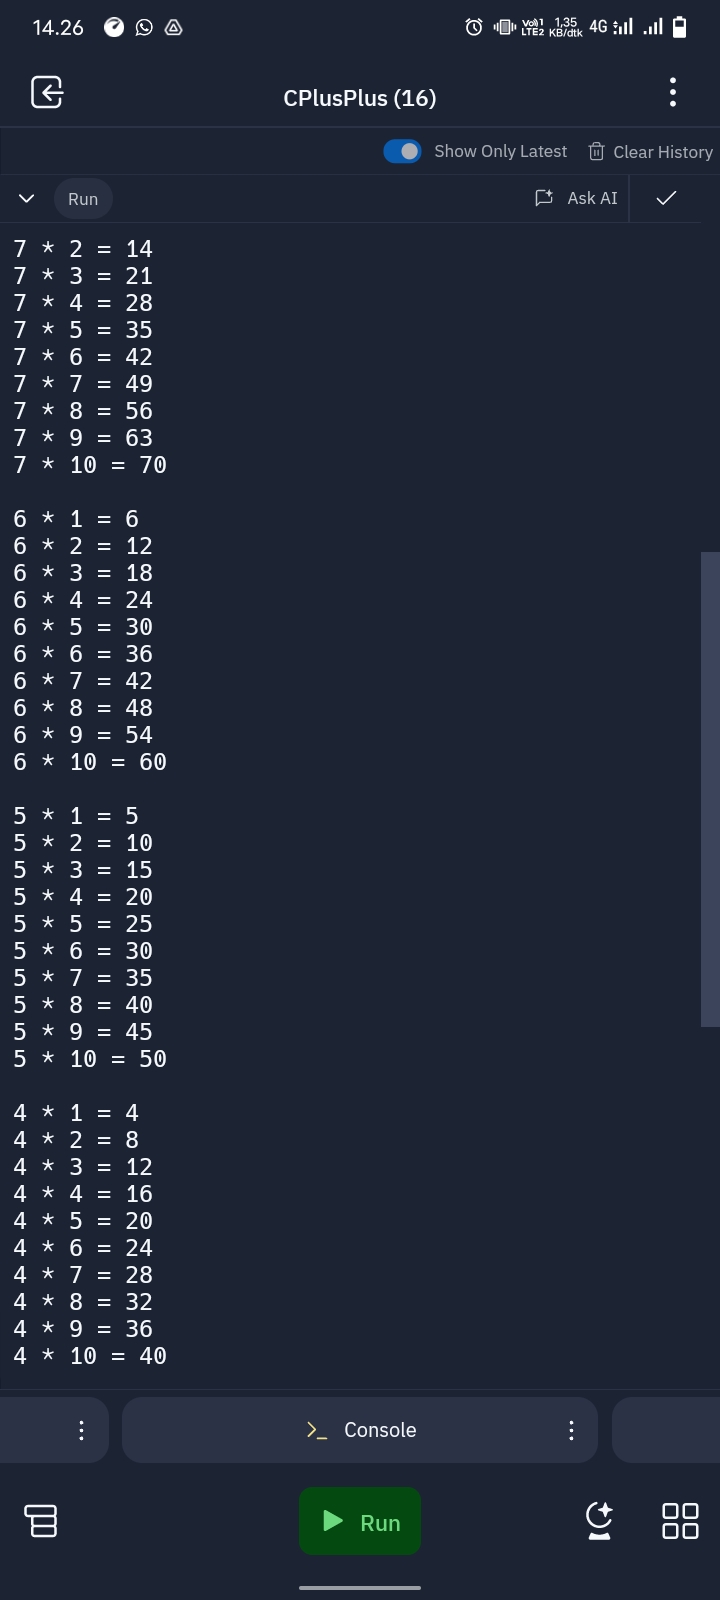 14.26
Vo))1
LTE2
1,35
KB/dtk
4G
CPlusPlus (16)
Show Only Latest
Clear History
Run
Ask AI
7 * 2 = 14
7 * 3 = 21
7 * 4 = 28
7 * 5 = 35
7 * 6 = 42
7 * 7 = 49
7 * 8 = 56
7 * 9 = 63
7 * 10 = 70
6 * 1 = 6
6 * 2 = 12
6 * 3 = 18
6 * 4 = 24
6 * 5 = 30
6 * 6 = 36
6 * 7 = 42
6 * 8 = 48
6 * 9 = 54
6 * 10 = 60
5 * 1 = 5
5 * 2 = 10
5 * 3 = 15
5 * 4 = 20
5 * 5 = 25
5 * 6 = 30
5 * 7 = 35
5 * 8 = 40
5 * 9 = 45
5 * 10 = 50
4 * 1 = 4
4 * 2 = 8
4 * 3 = 12
4 * 4 = 16
4 * 5 = 20
4 * 6 = 24
4 * 7 = 28
4 * 8 = 32
4 * 9 = 36
4 * 10 = 40
Console
Run